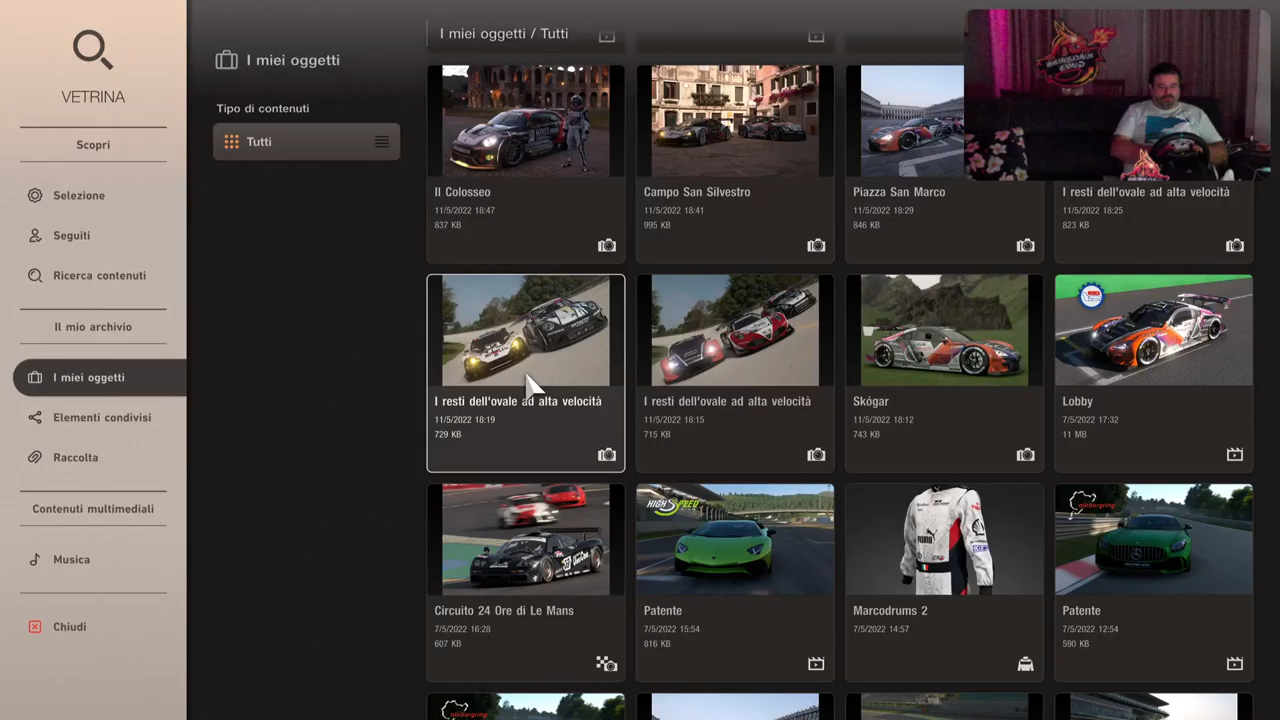 VETRINA
Scopri
Selezione
Seguiti
Ricerca contenuti
Il mio archivio
I miei oggetti
Elementi condivisi
Raccolta
Contenuti multimediali
Musica
Chiudi
I miei oggetti
Tipo di contenuti
Tutti
I miei oggetti / Tutti
Il Colosseo
11/5/2022 18:47
837 KB
Campo San Silvestro
11/5/2022 18:41
995 KB
Piazza San Marco
11/5/2022 18:29
846 KB
I resti dell'ovale ad alta velocità
11/5/2022 18:25
823 KB
I resti dell'ovale ad alta velocità
11/5/2022 18:19
729 KB
I resti dell'ovale ad alta velocità
11/5/2022 18:15
715 KB
Skógar
11/5/2022 18:12
743 KB
Lobby
7/5/2022 17:32
11 MB
Circuito 24 Ore di Le Mans
7/5/2022 16:28
607 KB
HIGH SPEED
Patente
7/5/2022 15:54
816 KB
PUMA
Marcodrums 2
7/5/2022 14:57
nürburgring
Patente
7/5/2022 12:54
590 KB
nürburgring